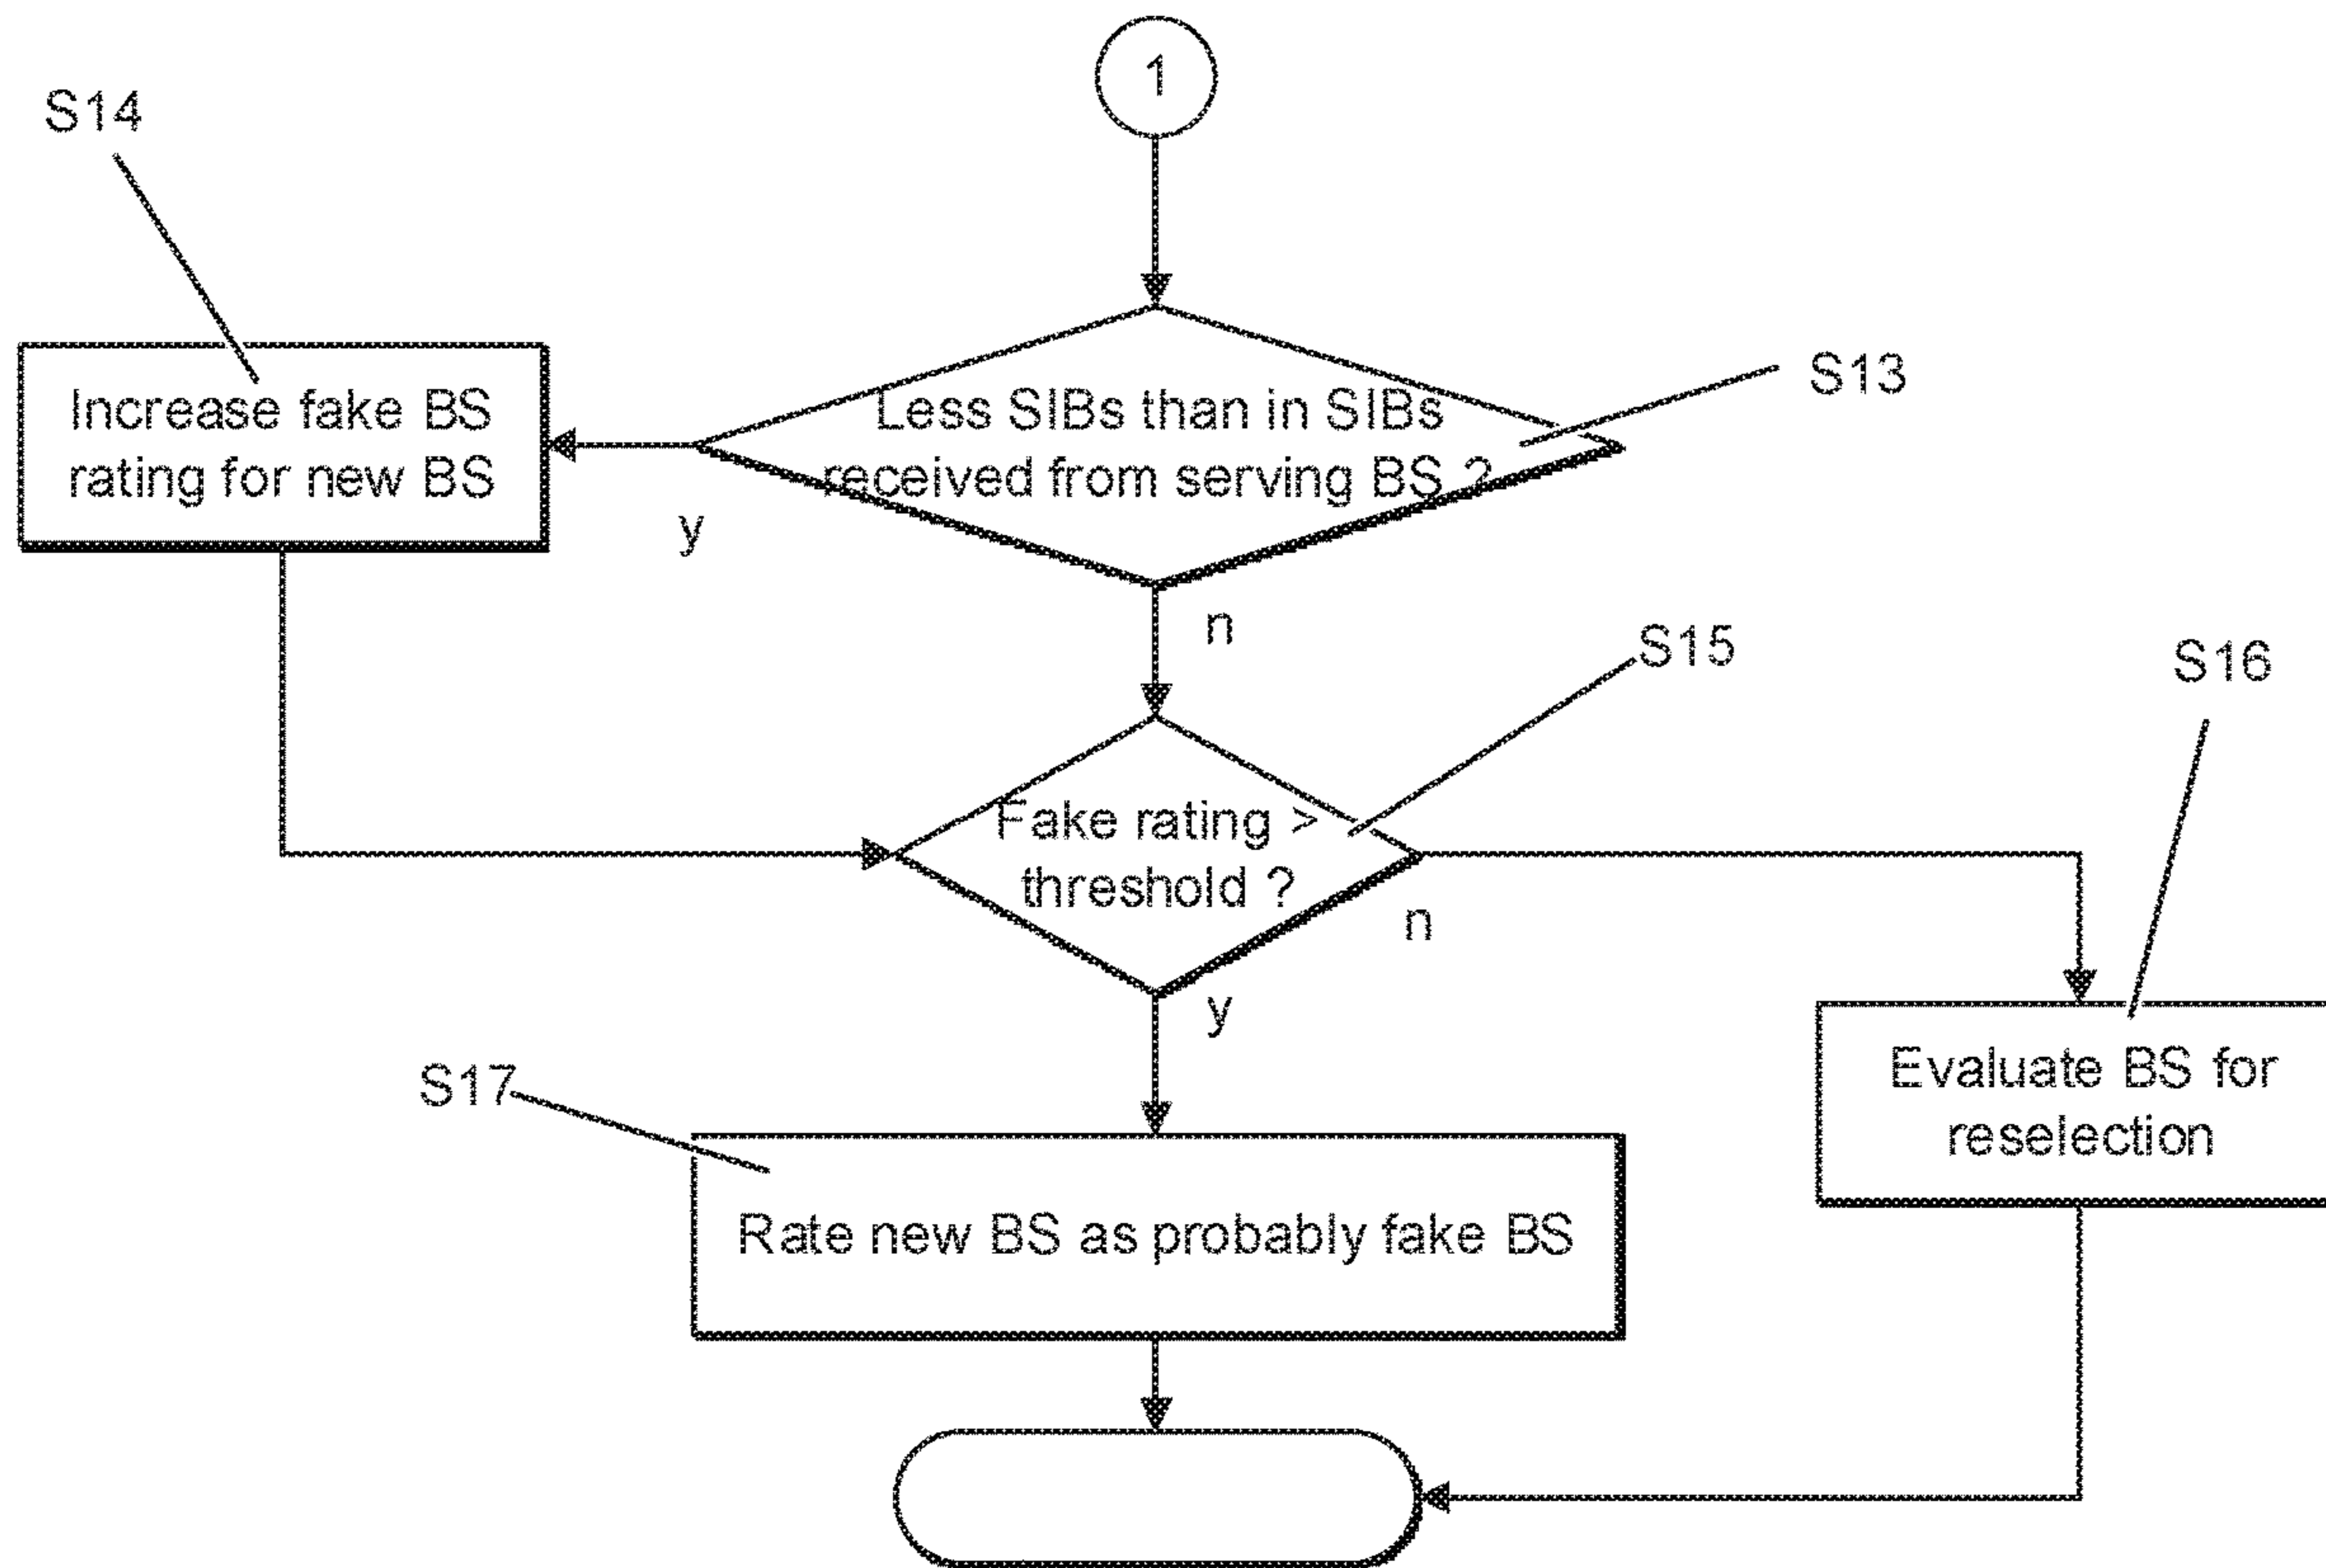 1
S14
S13
Increase fake BS
rating for new BS
Less SIBs than in SIBs
received from serving BS ?
y
n
S15
S16
Fake rating >
threshold ?
n
y
S17
Evaluate BS for
reselection
Rate new BS as probably fake BS